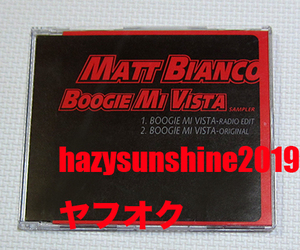 MATT BIANCO
BOOGIE MI VISTA SAMPLER
1. BOOGIE MI VISTA-RADIO EDIT
2. BOOGIE MI VISTA-ORIGINAL
hazysunshine2019
ヤフオク